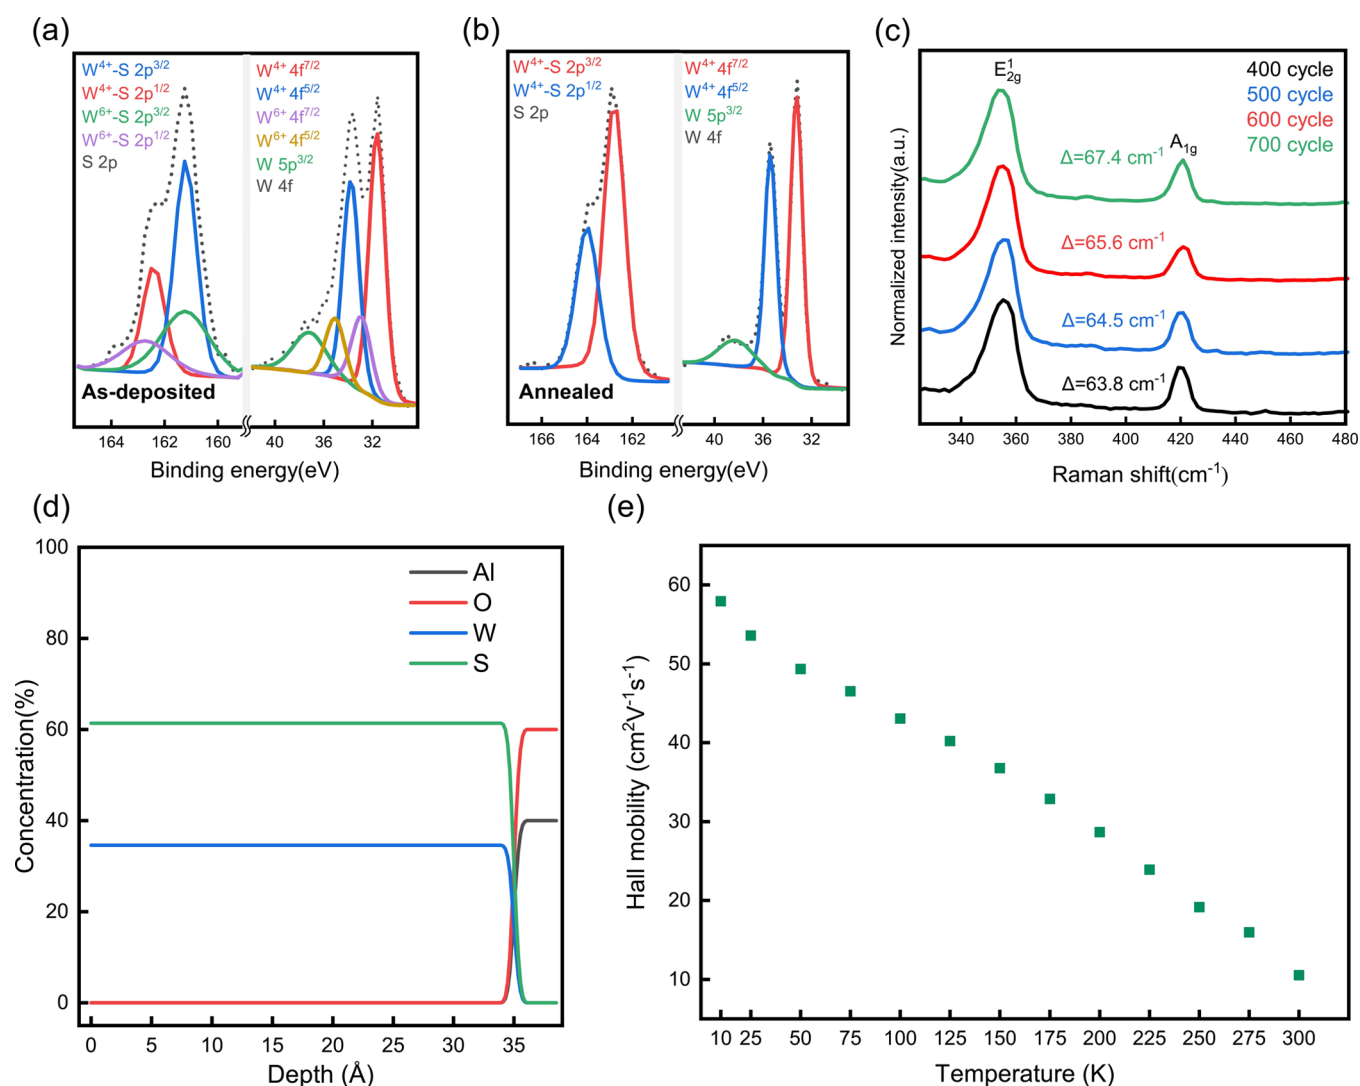 (a)
W⁴⁺-S 2p³/²
W⁴⁺-S 2p¹/²
W⁶⁺-S 2p³/²
W⁶⁺-S 2p¹/²
S 2p
W⁴⁺ 4f⁷/²
W⁴⁺ 4f⁵/²
W⁶⁺ 4f⁷/²
W⁶⁺ 4f⁵/²
W 5p³/²
W 4f
As-deposited
164 162 160 40 36 32
Binding energy(eV)
(b)
W⁴⁺-S 2p³/²
W⁴⁺-S 2p¹/²
S 2p
W⁴⁺ 4f⁷/²
W⁴⁺ 4f⁵/²
W 5p³/²
W 4f
Annealed
166 164 162 40 36 32
Binding energy(eV)
(c)
Normalized intensity(a.u.)
E¹₂g
A₁g
400 cycle
500 cycle
600 cycle
700 cycle
Δ=67.4 cm⁻¹
Δ=65.6 cm⁻¹
Δ=64.5 cm⁻¹
Δ=63.8 cm⁻¹
340 360 380 400 420 440 460 480
Raman shift(cm⁻¹)
(d)
Concentration(%)
100
80
60
40
20
0
Al
O
W
S
0 5 10 15 20 25 30 35
Depth (Å)
(e)
Hall mobility (cm²V⁻¹s⁻¹)
60
50
40
30
20
10
10 25 50 75 100 125 150 175 200 225 250 275 300
Temperature (K)